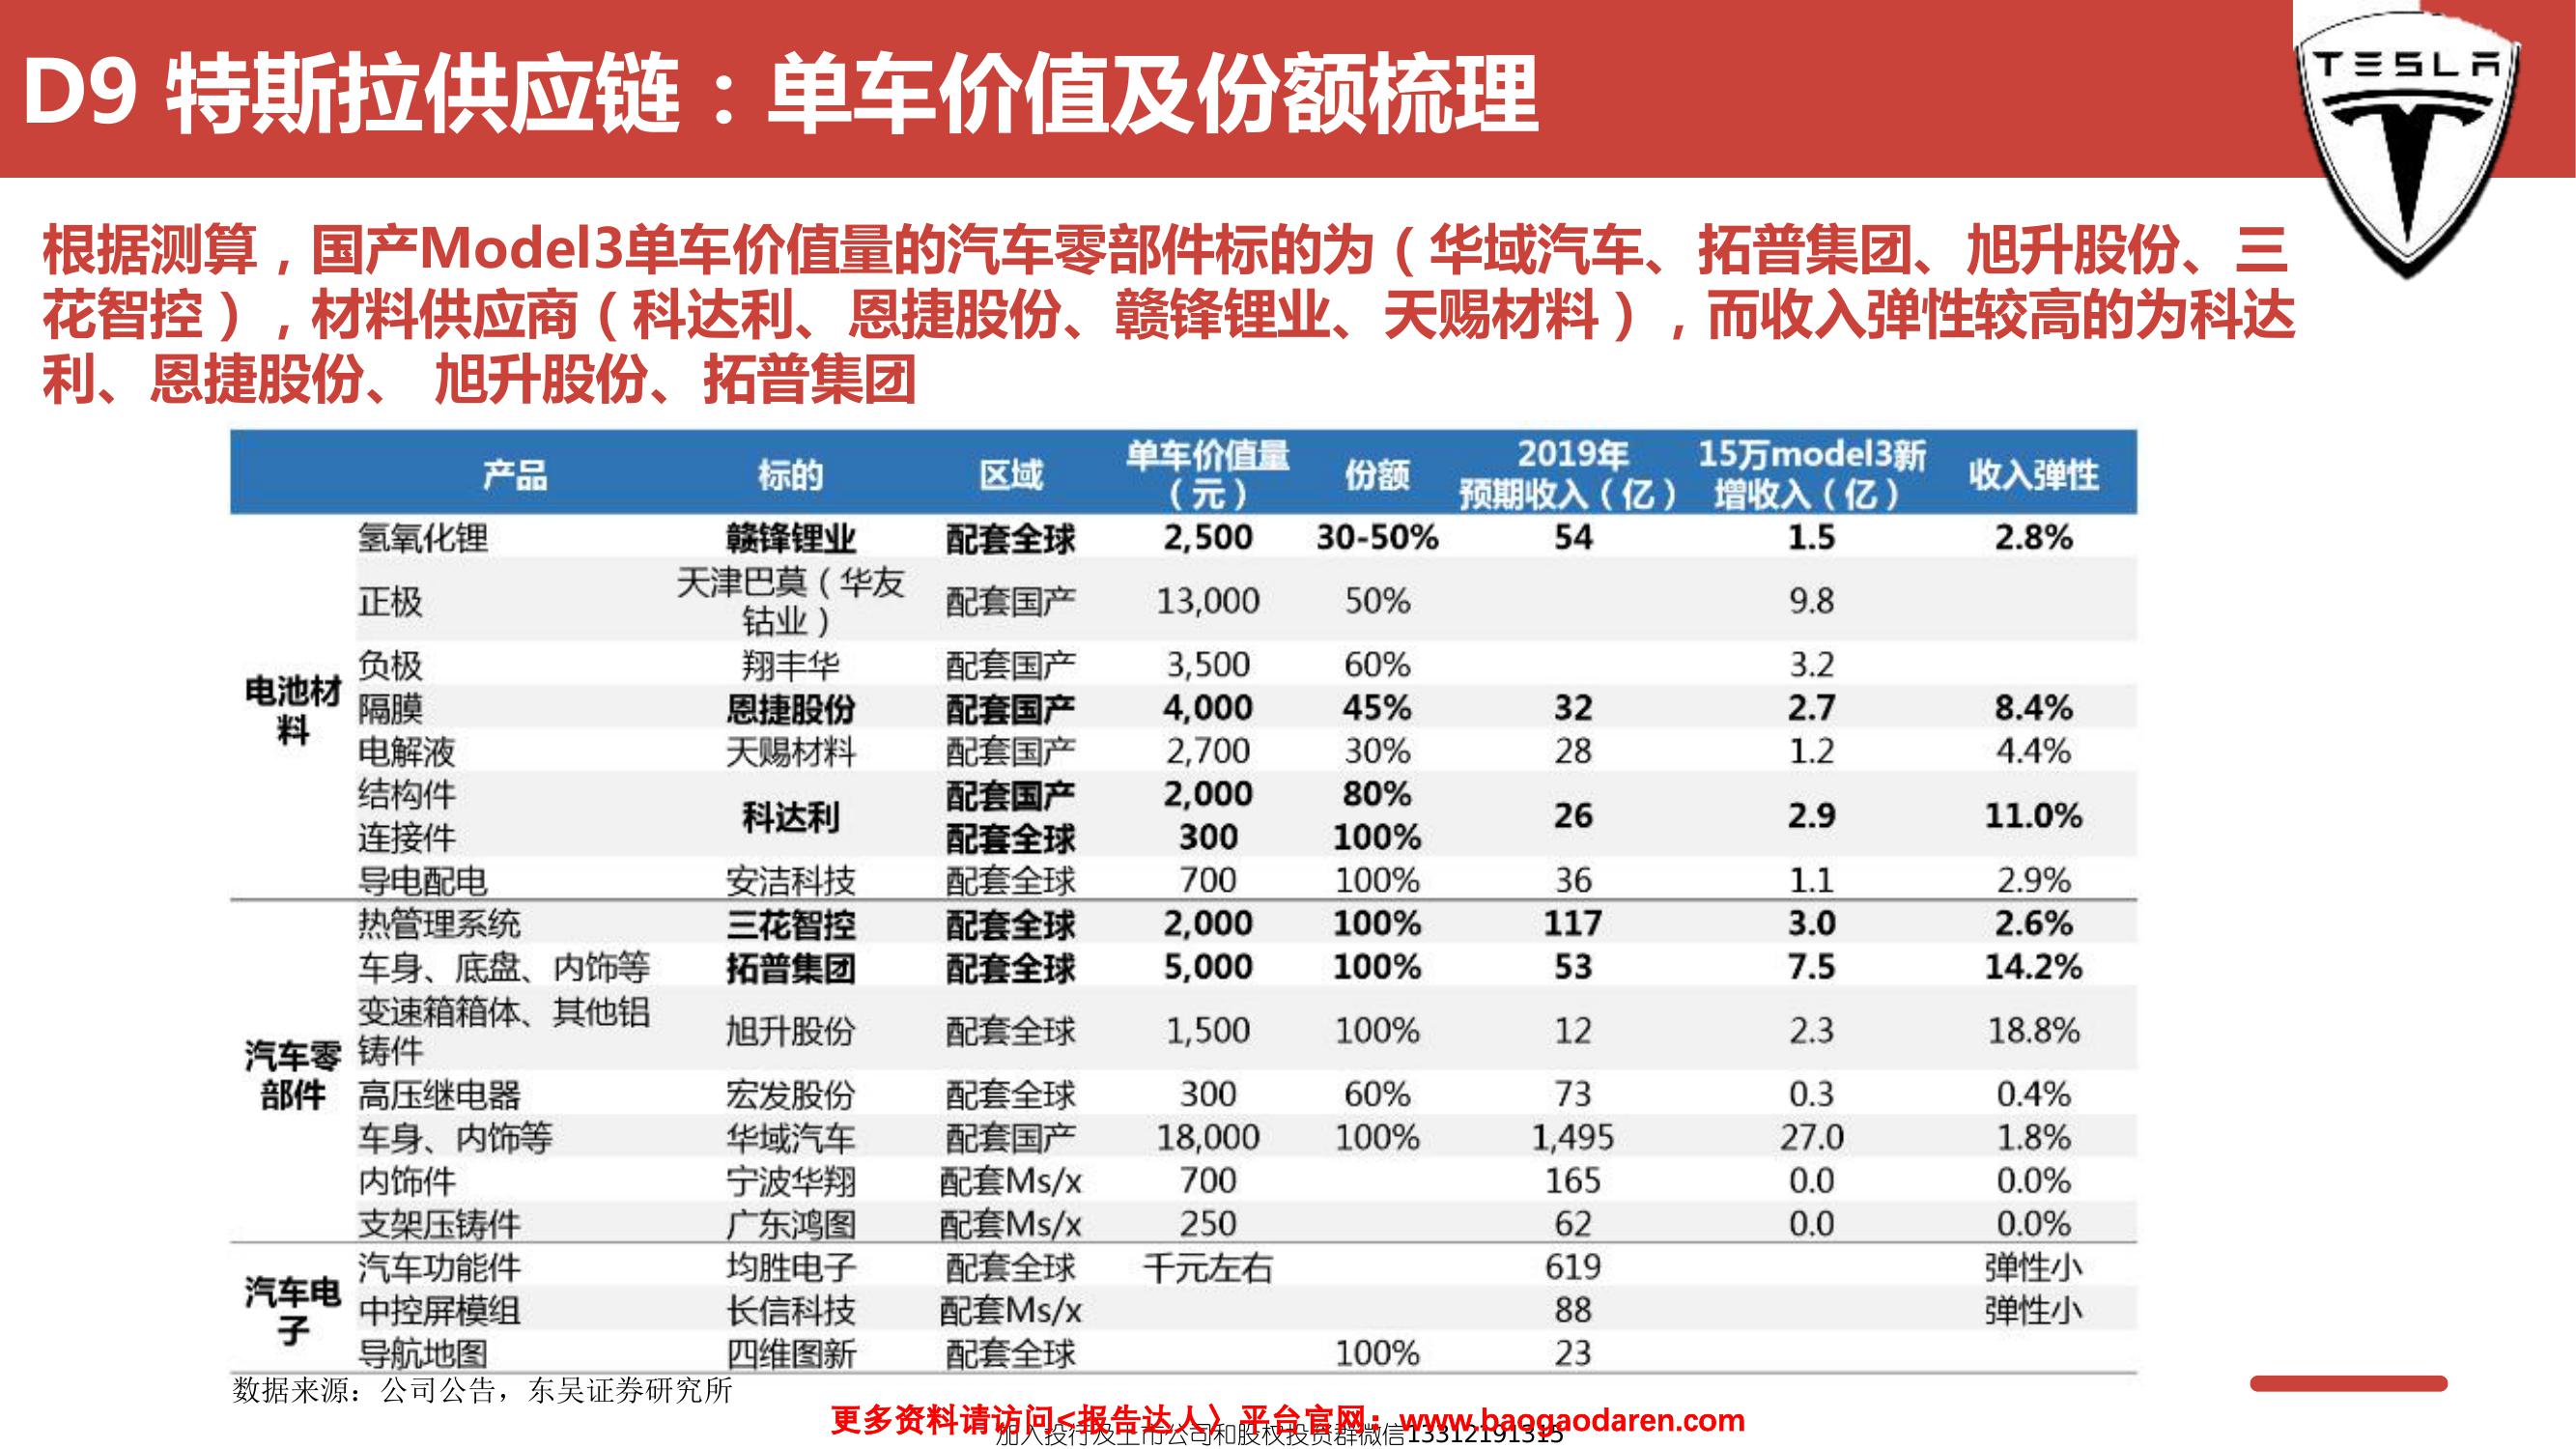 D9 特斯拉供应链：单车价值及份额梳理
TESLA
根据测算，国产Model3单车价值量的汽车零部件标的为（华域汽车、拓普集团、旭升股份、三
花智控），材料供应商（科达利、恩捷股份、赣锋锂业、天赐材料），而收入弹性较高的为科达
利、恩捷股份、 旭升股份、拓普集团
产品 标的 区域 单车价值量（元） 份额 2019年预期收入（亿） 15万model3新增收入（亿） 收入弹性
电池材料
氢氧化锂 赣锋锂业 配套全球 2,500 30-50% 54 1.5 2.8%
正极 天津巴莫（华友钴业） 配套国产 13,000 50% 9.8
负极 翔丰华 配套国产 3,500 60% 3.2
隔膜 恩捷股份 配套国产 4,000 45% 32 2.7 8.4%
电解液 天赐材料 配套国产 2,700 30% 28 1.2 4.4%
结构件 科达利 配套国产 2,000 80% 26 2.9 11.0%
连接件 配套全球 300 100%
导电配电 安洁科技 配套全球 700 100% 36 1.1 2.9%
汽车零部件
热管理系统 三花智控 配套全球 2,000 100% 117 3.0 2.6%
车身、底盘、内饰等 拓普集团 配套全球 5,000 100% 53 7.5 14.2%
变速箱箱体、其他铝铸件 旭升股份 配套全球 1,500 100% 12 2.3 18.8%
高压继电器 宏发股份 配套全球 300 60% 73 0.3 0.4%
车身、内饰等 华域汽车 配套国产 18,000 100% 1,495 27.0 1.8%
内饰件 宁波华翔 配套Ms/x 700 165 0.0 0.0%
支架压铸件 广东鸿图 配套Ms/x 250 62 0.0 0.0%
汽车电子
汽车功能件 均胜电子 配套全球 千元左右 619 弹性小
中控屏模组 长信科技 配套Ms/x 88 弹性小
导航地图 四维图新 配套全球 100% 23
数据来源：公司公告，东吴证券研究所
更多资料请访问<报告达人〉平台官网：www.baogaodaren.com
加入投行及上市公司和股权投资群微信13312191315